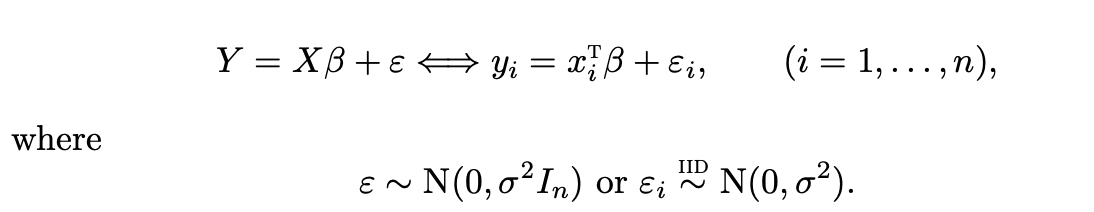 Y = Xβ + ε ⟺ yᵢ = xᵢᵀβ + εᵢ, (i = 1, . . . , n),
where
ε ∼ N(0, σ²Iₙ) or εᵢ ∼ᴵᴵᴰ N(0, σ²).